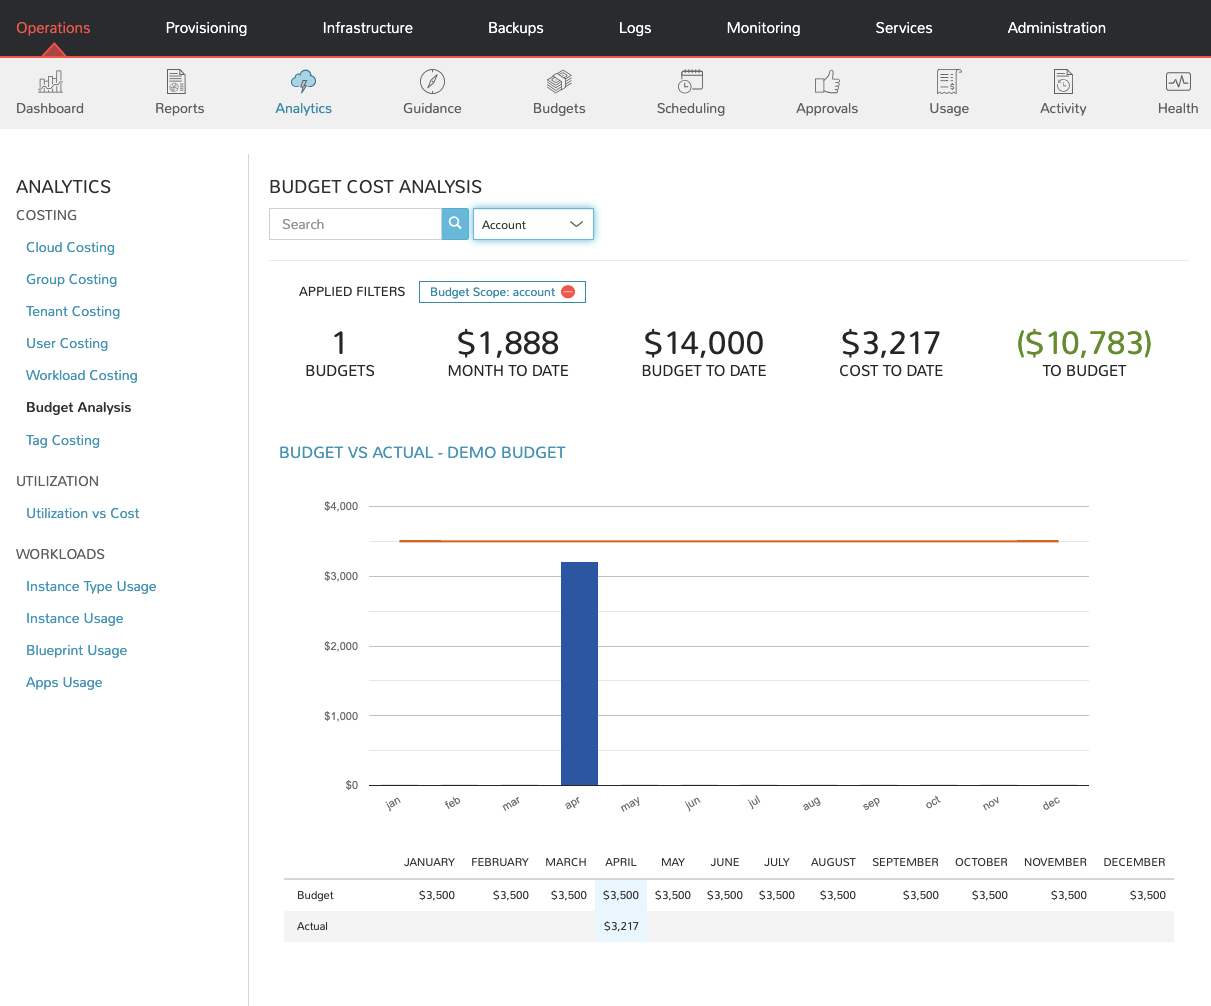 Operations Provisioning Infrastructure Backups Logs Monitoring Services Administration
Dashboard Reports Analytics Guidance Budgets Scheduling Approvals Usage Activity Health
ANALYTICS
COSTING
Cloud Costing
Group Costing
Tenant Costing
User Costing
Workload Costing
Budget Analysis
Tag Costing
UTILIZATION
Utilization vs Cost
WORKLOADS
Instance Type Usage
Instance Usage
Blueprint Usage
Apps Usage
BUDGET COST ANALYSIS
Search Account
APPLIED FILTERS Budget Scope: account
1 $1,888 $14,000 $3,217 ($10,783)
BUDGETS MONTH TO DATE BUDGET TO DATE COST TO DATE TO BUDGET
BUDGET VS ACTUAL - DEMO BUDGET
$4,000
$3,000
$2,000
$1,000
$0
jan feb mar apr may jun jul aug sep oct nov dec
JANUARY FEBRUARY MARCH APRIL MAY JUNE JULY AUGUST SEPTEMBER OCTOBER NOVEMBER DECEMBER
Budget $3,500 $3,500 $3,500 $3,500 $3,500 $3,500 $3,500 $3,500 $3,500 $3,500 $3,500 $3,500
Actual $3,217